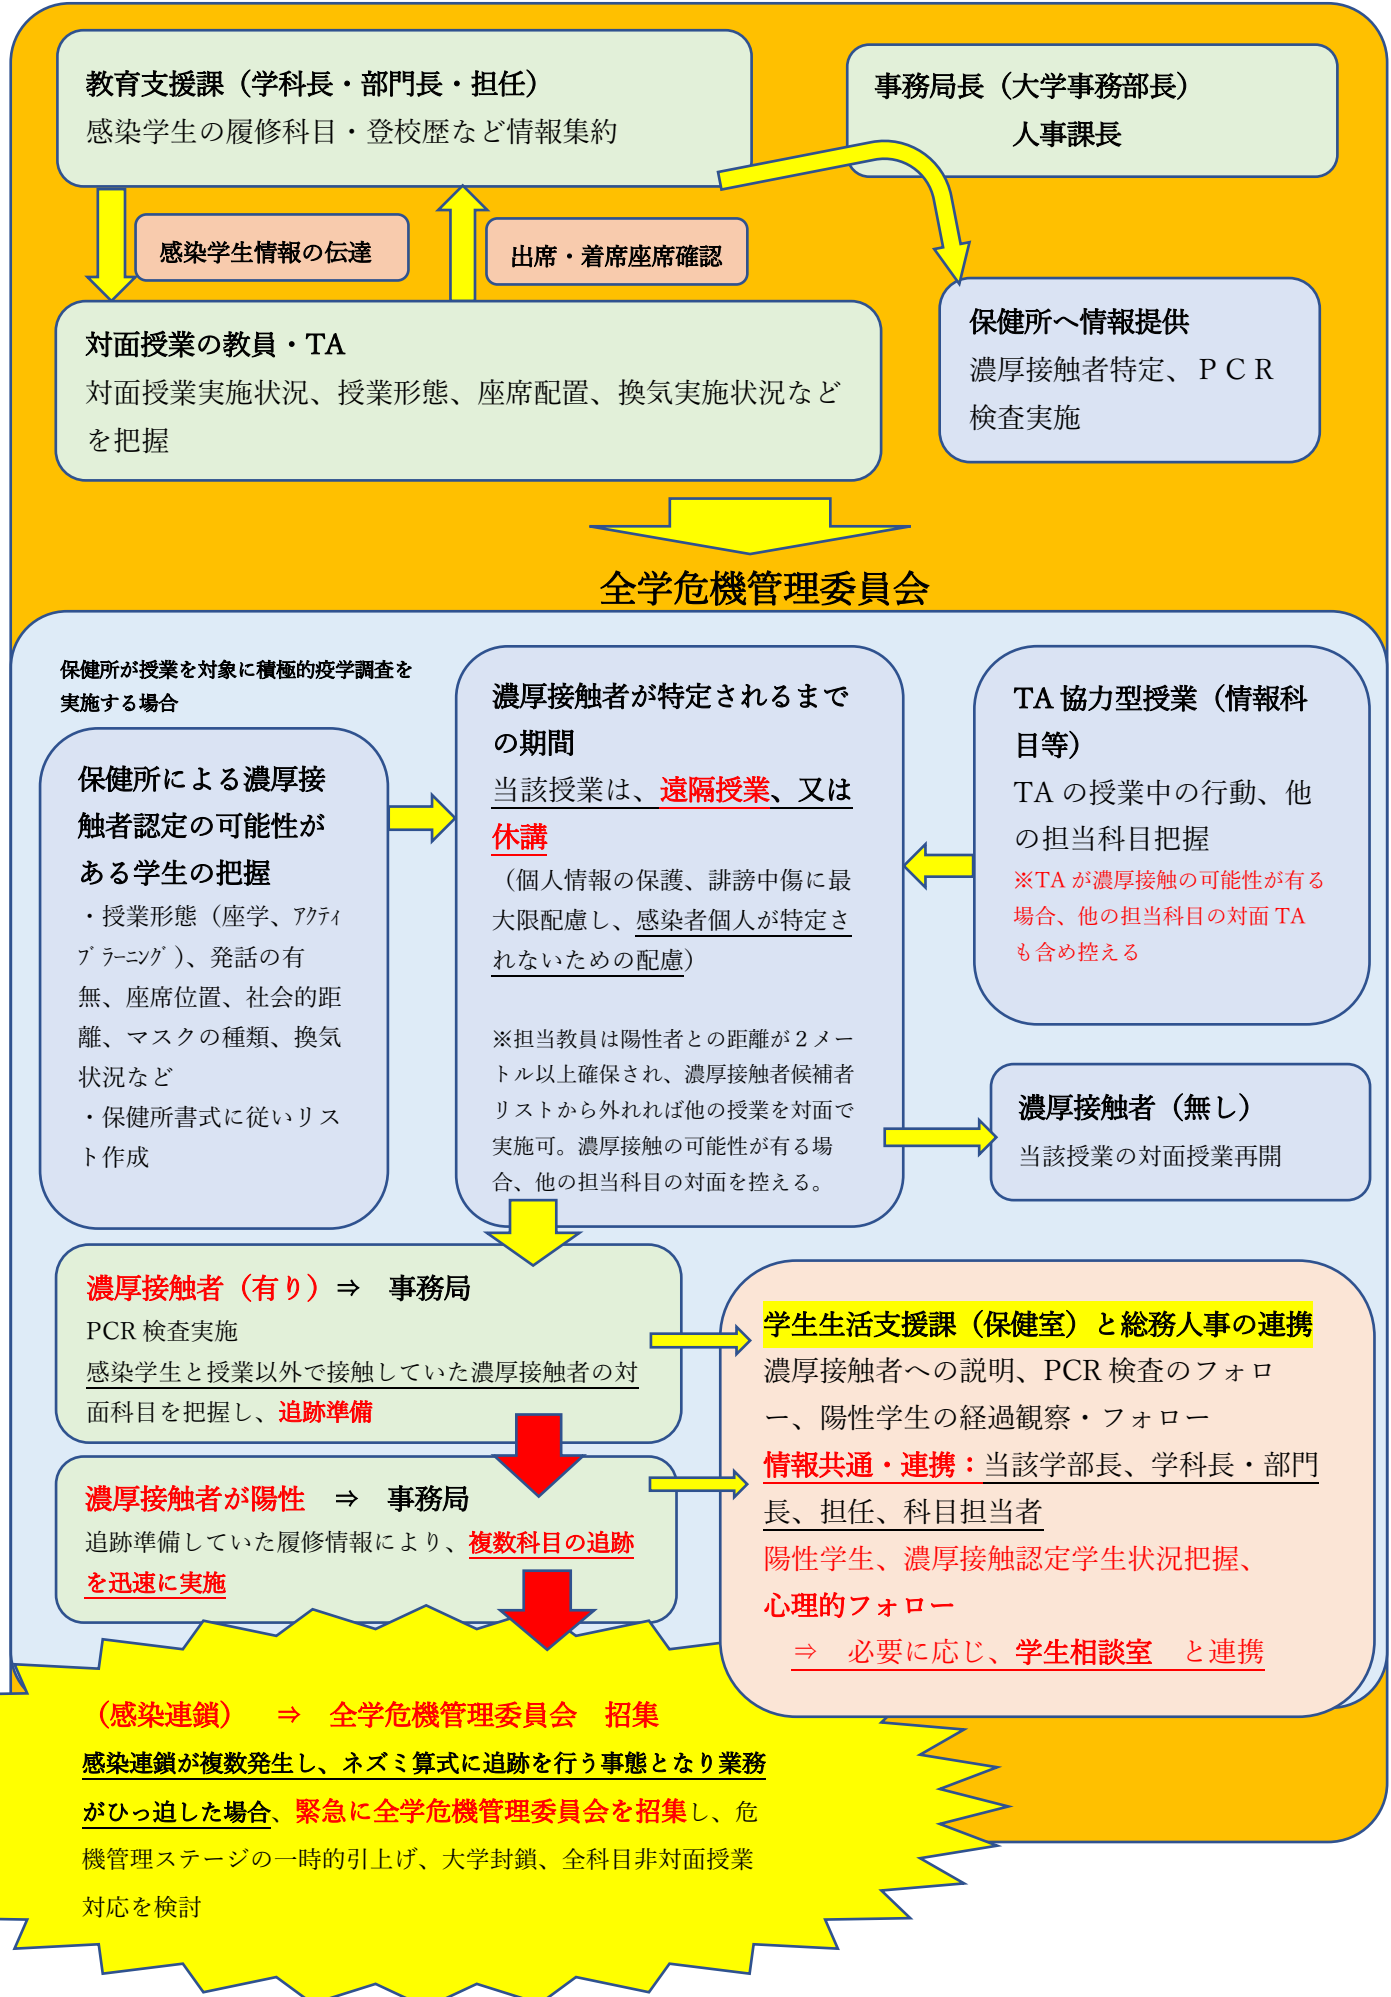 教育支援課（学科長・部門長・担任）
感染学生の履修科目・登校歴など情報集約
事務局長（大学事務部長）
人事課長
感染学生情報の伝達
出席・着席座席確認
対面授業の教員・TA
対面授業実施状況、授業形態、座席配置、換気実施状況など
を把握
保健所へ情報提供
濃厚接触者特定、ＰＣＲ
検査実施
全学危機管理委員会
保健所が授業を対象に積極的疫学調査を
実施する場合
保健所による濃厚接
触者認定の可能性が
ある学生の把握
・授業形態（座学、ｱｸﾃｨ
ﾌﾞﾗｰﾆﾝｸﾞ）、発話の有
無、座席位置、社会的距
離、マスクの種類、換気
状況など
・保健所書式に従いリス
ト作成
濃厚接触者が特定されるまで
の期間
当該授業は、遠隔授業、又は
休講
（個人情報の保護、誹謗中傷に最
大限配慮し、感染者個人が特定さ
れないための配慮）
※担当教員は陽性者との距離が２メー
トル以上確保され、濃厚接触者候補者
リストから外れれば他の授業を対面で
実施可。濃厚接触の可能性が有る場
合、他の担当科目の対面を控える。
TA 協力型授業（情報科
目等）
TA の授業中の行動、他
の担当科目把握
※TA が濃厚接触の可能性が有る
場合、他の担当科目の対面 TA
も含め控える
濃厚接触者（無し）
当該授業の対面授業再開
濃厚接触者（有り）⇒　事務局
PCR 検査実施
感染学生と授業以外で接触していた濃厚接触者の対
面科目を把握し、追跡準備
濃厚接触者が陽性　⇒　事務局
追跡準備していた履修情報により、複数科目の追跡
を迅速に実施
学生生活支援課（保健室）と総務人事の連携
濃厚接触者への説明、PCR 検査のフォロ
ー、陽性学生の経過観察・フォロー
情報共通・連携：当該学部長、学科長・部門
長、担任、科目担当者
陽性学生、濃厚接触認定学生状況把握、
心理的フォロー
⇒　必要に応じ、学生相談室　と連携
（感染連鎖）　⇒　全学危機管理委員会　招集
感染連鎖が複数発生し、ネズミ算式に追跡を行う事態となり業務
がひっ迫した場合、緊急に全学危機管理委員会を招集し、危
機管理ステージの一時的引上げ、大学封鎖、全科目非対面授業
対応を検討